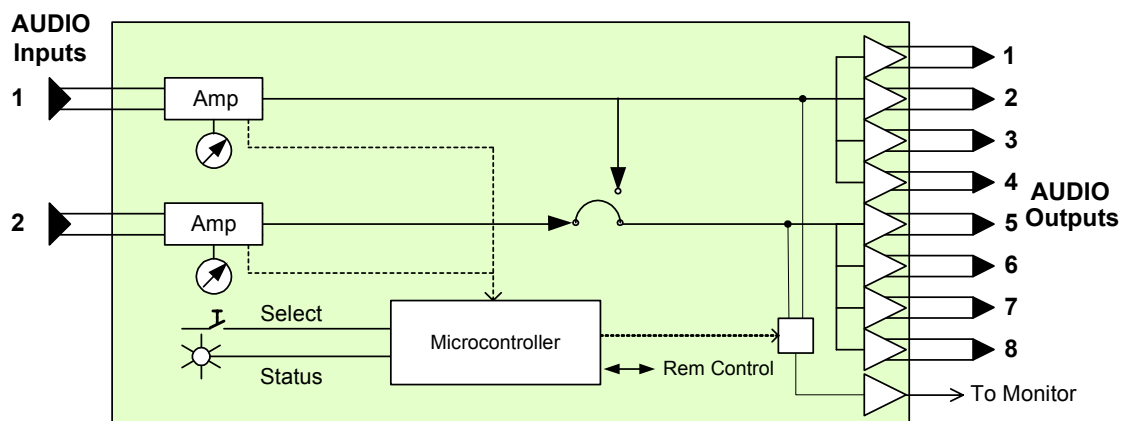 AUDIO
Inputs
1
Amp
2
Amp
Select
Status
Microcontroller
Rem Control
1
2
3
4
AUDIO
Outputs
5
6
7
8
To Monitor